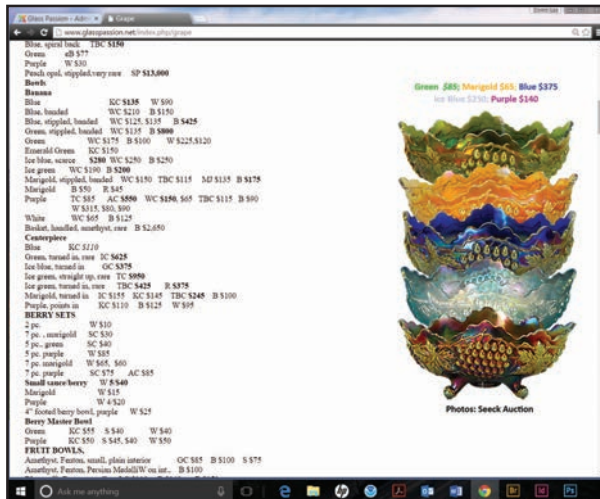 Glass Passion - Admi
Grape
www.glasspassion.net/index.php/grape
Blue, spiral back TBC $150
Green eB $77
Purple W $30
Peach opal, stippled,very rare SP $13,000
Bowls
Banana
Blue KC $135 W $90
Blue, banded WC $210 B $150
Blue, stippled, banded WC $125, $135 B $425
Green, stippled, banded WC $135 B $800
Green WC $175 B $100 W $225,$120
Emerald Green KC $150
Ice blue, scarce $280 WC $250 B $250
Ice green WC $190 B $200
Marigold, stippled, banded WC $150 TBC $115 MJ $135 B $175
Marigold B $50 R $45
Purple TC $85 AC $550 WC $150, $65 TBC $115 B $90
W $315, $80, $90
White WC $65 B $125
Basket, handled, amethyst, rare B $2,650
Centerpiece
Blue KC $110
Green, turned in, rare IC $625
Ice blue, turned in GC $375
Ice green, straight up, rare TC $950
Ice green, turned in, rare TBC $425 R $375
Marigold, turned in IC $155 KC $145 TBC $245 B $100
Purple, points in KC $110 B $125 W $95
BERRY SETS
2 pc. W $10
7 pc. , marigold SC $30
5 pc., green SC $40
5 pc. purple W $85
7 pc. marigold W $65, $60
7 pc. purple SC $75 AC $85
Small sauce/berry W $/$40
Marigold W $15
Purple W 4/$20
4" footed berry bowl, purple W $25
Berry Master Bowl
Green KC $55 S $40 W $40
Purple KC $50 S $45, $40 W $50
FRUIT BOWLS,
Amethyst, Fenton, small, plain interior GC $85 B $100 S $75
Amethyst, Fenton, Persian MedalliW on int., B $100
Green $85; Marigold $65; Blue $375
Ice Blue $250; Purple $140
Photos: Seeck Auction
Ask me anything
Br
Id
Ps